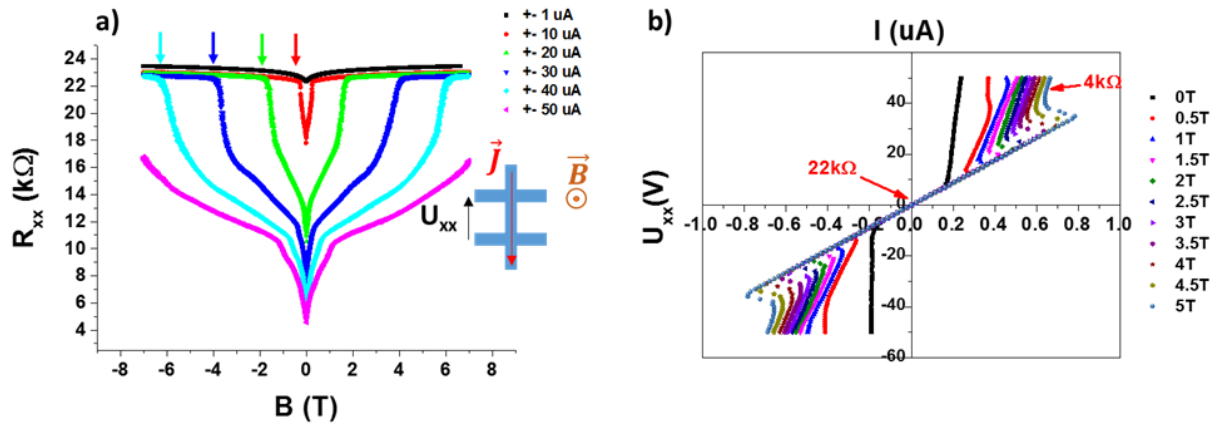 a)
+- 1 uA
+- 10 uA
+- 20 uA
+- 30 uA
+- 40 uA
+- 50 uA
24
22
20
18
16
14
12
10
8
6
4
Rxx (kΩ)
-8 -6 -4 -2 0 2 4 6 8
B (T)
J
B
Uxx
b)
I (uA)
40
20
0
-40
-60
Uxx(V)
-1.0 -0.8 -0.6 -0.4 -0.2 0.0 0.2 0.4 0.6 0.8 1.0
22kΩ
4kΩ
0T
0.5T
1T
1.5T
2T
2.5T
3T
3.5T
4T
4.5T
5T